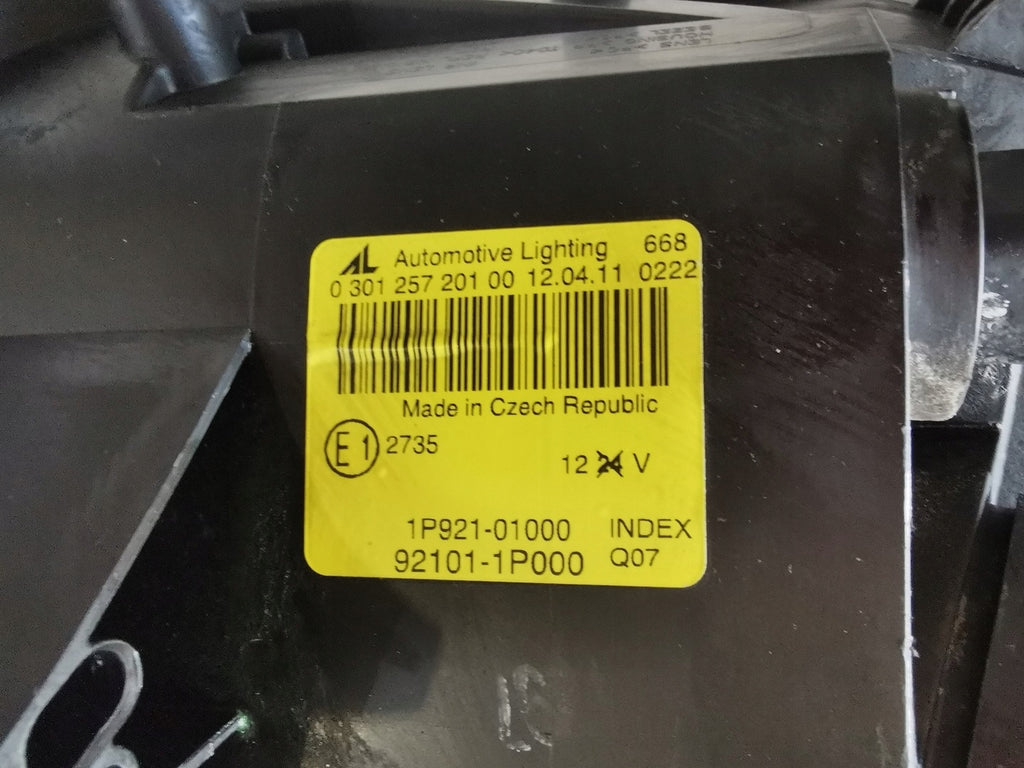 AL Automotive Lighting 668
0 301 257 201 00 12.04.11 0222
Made in Czech Republic
E1 2735
12 24 V
1P921-01000 INDEX
92101-1P000 Q07